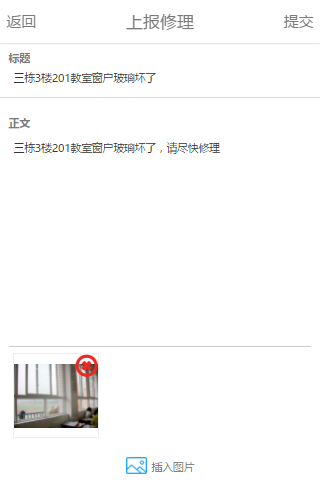 返回 上报修理 提交
标题
三栋3楼201教室窗户玻璃坏了
正文
三栋3楼201教室窗户玻璃坏了，请尽快修理
插入图片